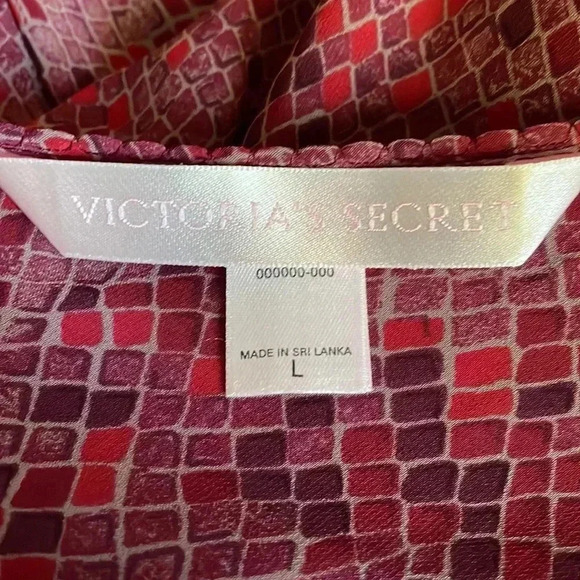 VICTORIA'S SECRET
000000-000
MADE IN SRI LANKA
L